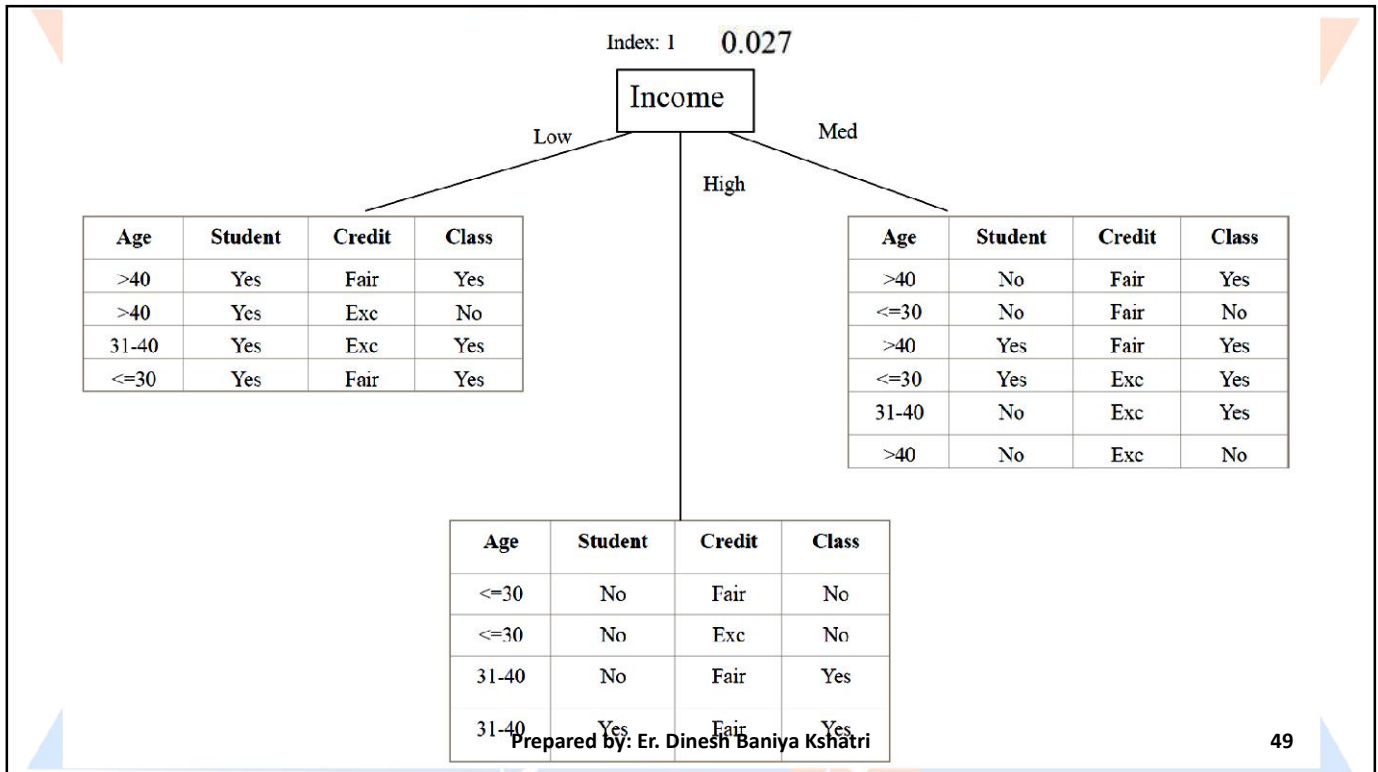 Index: 1 0.027
Income
Low
High
Med
Age Student Credit Class
>40 Yes Fair Yes
>40 Yes Exc No
31-40 Yes Exc Yes
<=30 Yes Fair Yes
Age Student Credit Class
>40 No Fair Yes
<=30 No Fair No
>40 Yes Fair Yes
<=30 Yes Exc Yes
31-40 No Exc Yes
>40 No Exc No
Age Student Credit Class
<=30 No Fair No
<=30 No Exc No
31-40 No Fair Yes
31-40 Yes Fair Yes
Prepared by: Er. Dinesh Baniya Kshatri
49